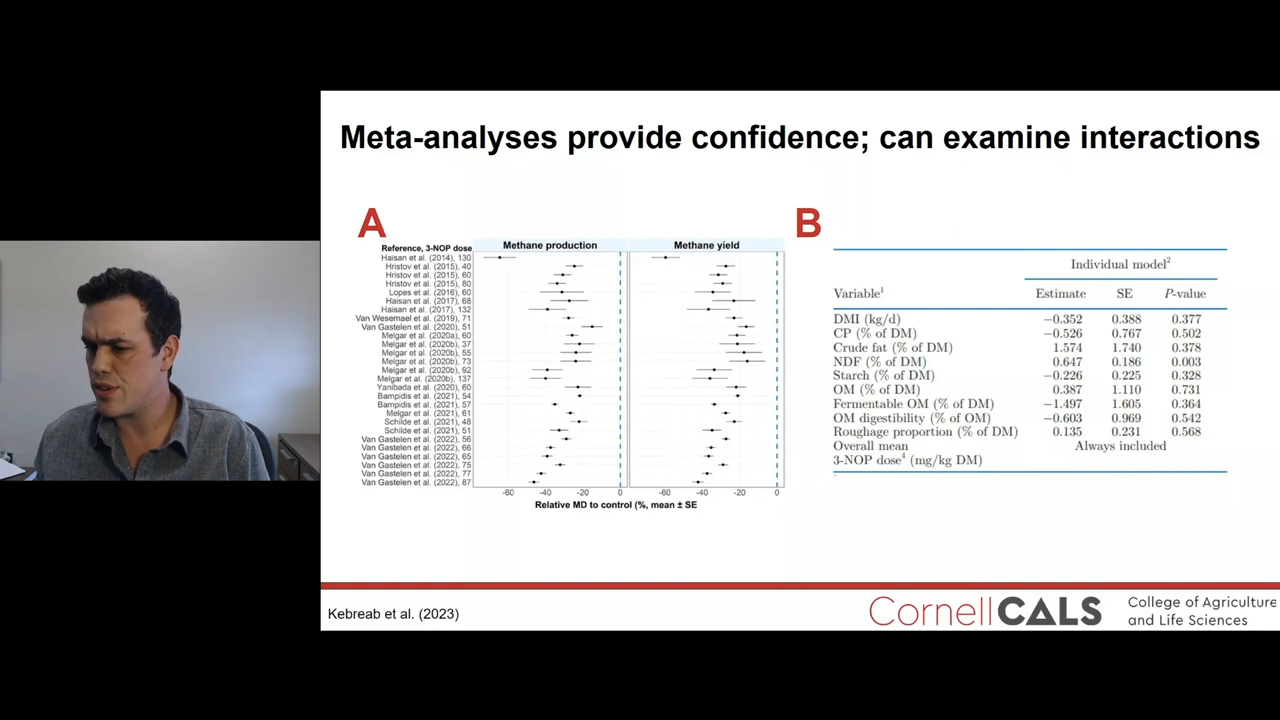 Meta-analyses provide confidence; can examine interactions
A
Reference, 3-NOP dose
Methane production
Methane yield
Haisan et al. (2014), 130
Hristov et al. (2015), 40
Hristov et al. (2015), 60
Hristov et al. (2015), 80
Lopes et al. (2016), 60
Haisan et al. (2017), 68
Haisan et al. (2017), 132
Van Wesemael et al. (2019), 71
Van Gastelen et al. (2020), 51
Melgar et al. (2020a), 60
Melgar et al. (2020b), 37
Melgar et al. (2020b), 55
Melgar et al. (2020b), 73
Melgar et al. (2020b), 92
Melgar et al. (2020b), 137
Yanibada et al. (2020), 60
Bampidis et al. (2021), 54
Bampidis et al. (2021), 57
Melgar et al. (2021), 61
Schilde et al. (2021), 48
Schilde et al. (2021), 51
Van Gastelen et al. (2022), 56
Van Gastelen et al. (2022), 66
Van Gastelen et al. (2022), 65
Van Gastelen et al. (2022), 75
Van Gastelen et al. (2022), 77
Van Gastelen et al. (2022), 87
-60 -40 -20 0 -60 -40 -20 0
Relative MD to control (%, mean ± SE
B
Individual model²
Variable¹ Estimate SE P-value
DMI (kg/d) −0.352 0.388 0.377
CP (% of DM) −0.526 0.767 0.502
Crude fat (% of DM) 1.574 1.740 0.378
NDF (% of DM) 0.647 0.186 0.003
Starch (% of DM) −0.226 0.225 0.328
OM (% of DM) 0.387 1.110 0.731
Fermentable OM (% of DM) −1.497 1.605 0.364
OM digestibility (% of OM) −0.603 0.969 0.542
Roughage proportion (% of DM) 0.135 0.231 0.568
Overall mean Always included
3-NOP dose⁴ (mg/kg DM)
Kebreab et al. (2023)
CornellCALS
College of Agriculture
and Life Sciences